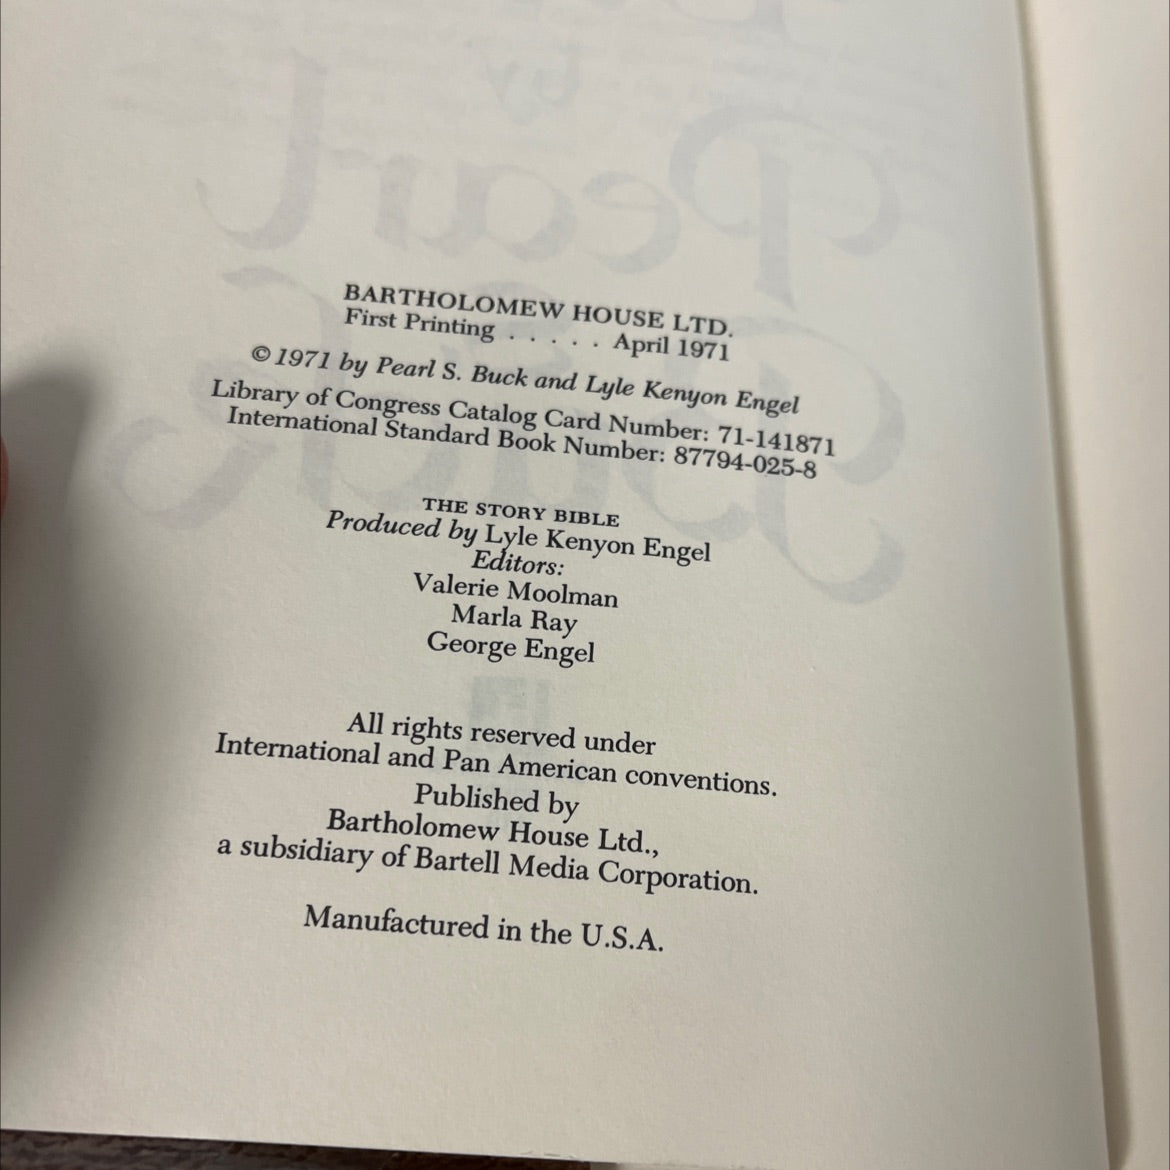 BARTHOLOMEW HOUSE LTD.
First Printing . . . . . April 1971
© 1971 by Pearl S. Buck and Lyle Kenyon Engel
Library of Congress Catalog Card Number: 71-141871
International Standard Book Number: 87794-025-8
THE STORY BIBLE
Produced by Lyle Kenyon Engel
Editors:
Valerie Moolman
Marla Ray
George Engel
All rights reserved under
International and Pan American conventions.
Published by
Bartholomew House Ltd.,
a subsidiary of Bartell Media Corporation.
Manufactured in the U.S.A.
by
Pearl
S. Buck